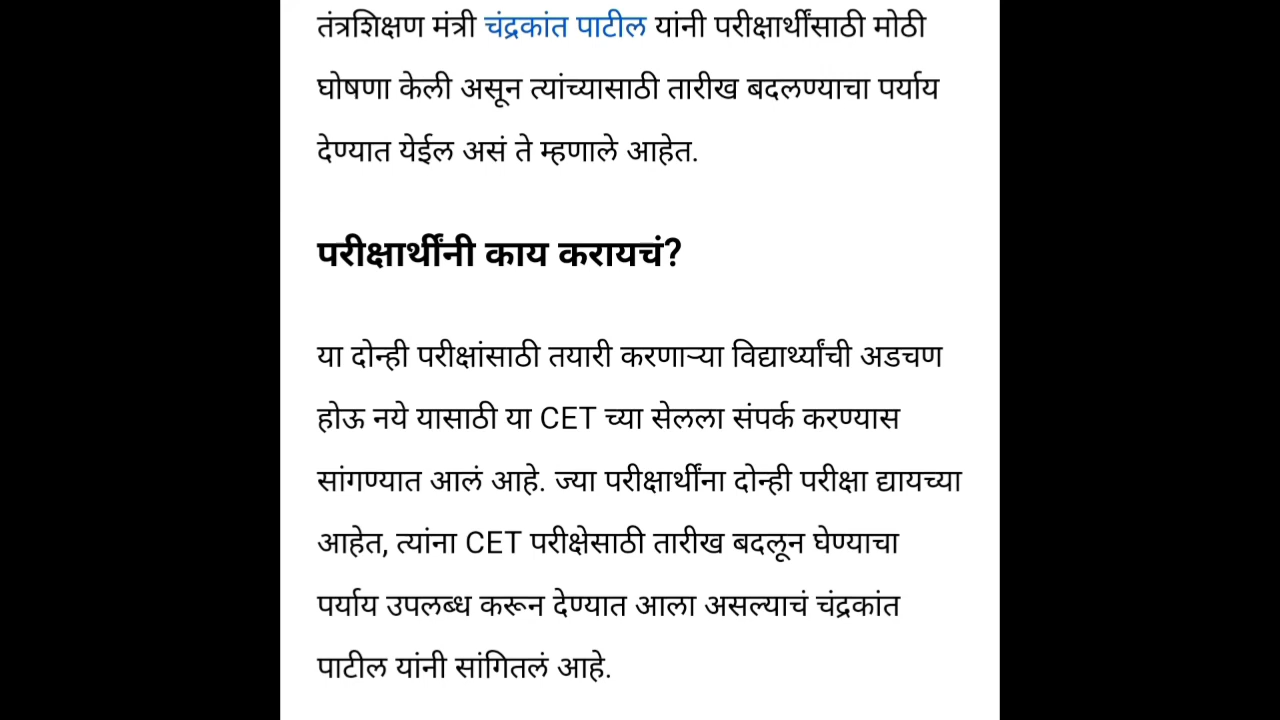 तंत्रशिक्षण मंत्री चंद्रकांत पाटील यांनी परीक्षार्थींसाठी मोठी
घोषणा केली असून त्यांच्यासाठी तारीख बदलण्याचा पर्याय
देण्यात येईल असं ते म्हणाले आहेत.
परीक्षार्थींनी काय करायचं?
या दोन्ही परीक्षांसाठी तयारी करणाऱ्या विद्यार्थ्यांची अडचण
होऊ नये यासाठी या CET च्या सेलला संपर्क करण्यास
सांगण्यात आलं आहे. ज्या परीक्षार्थींना दोन्ही परीक्षा द्यायच्या
आहेत, त्यांना CET परीक्षेसाठी तारीख बदलून घेण्याचा
पर्याय उपलब्ध करून देण्यात आला असल्याचं चंद्रकांत
पाटील यांनी सांगितलं आहे.